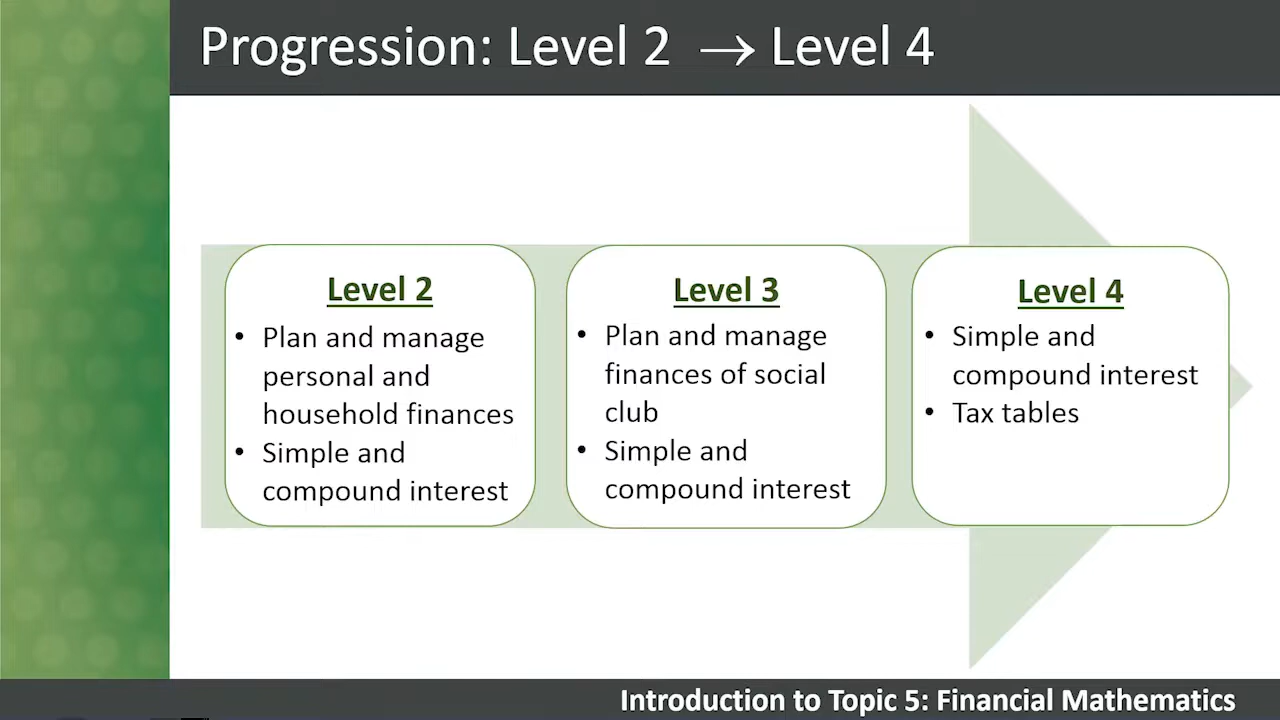 Progression: Level 2 → Level 4
Level 2
• Plan and manage
personal and
household finances
• Simple and
compound interest
Level 3
• Plan and manage
finances of social
club
• Simple and
compound interest
Level 4
• Simple and
compound interest
• Tax tables
Introduction to Topic 5: Financial Mathematics